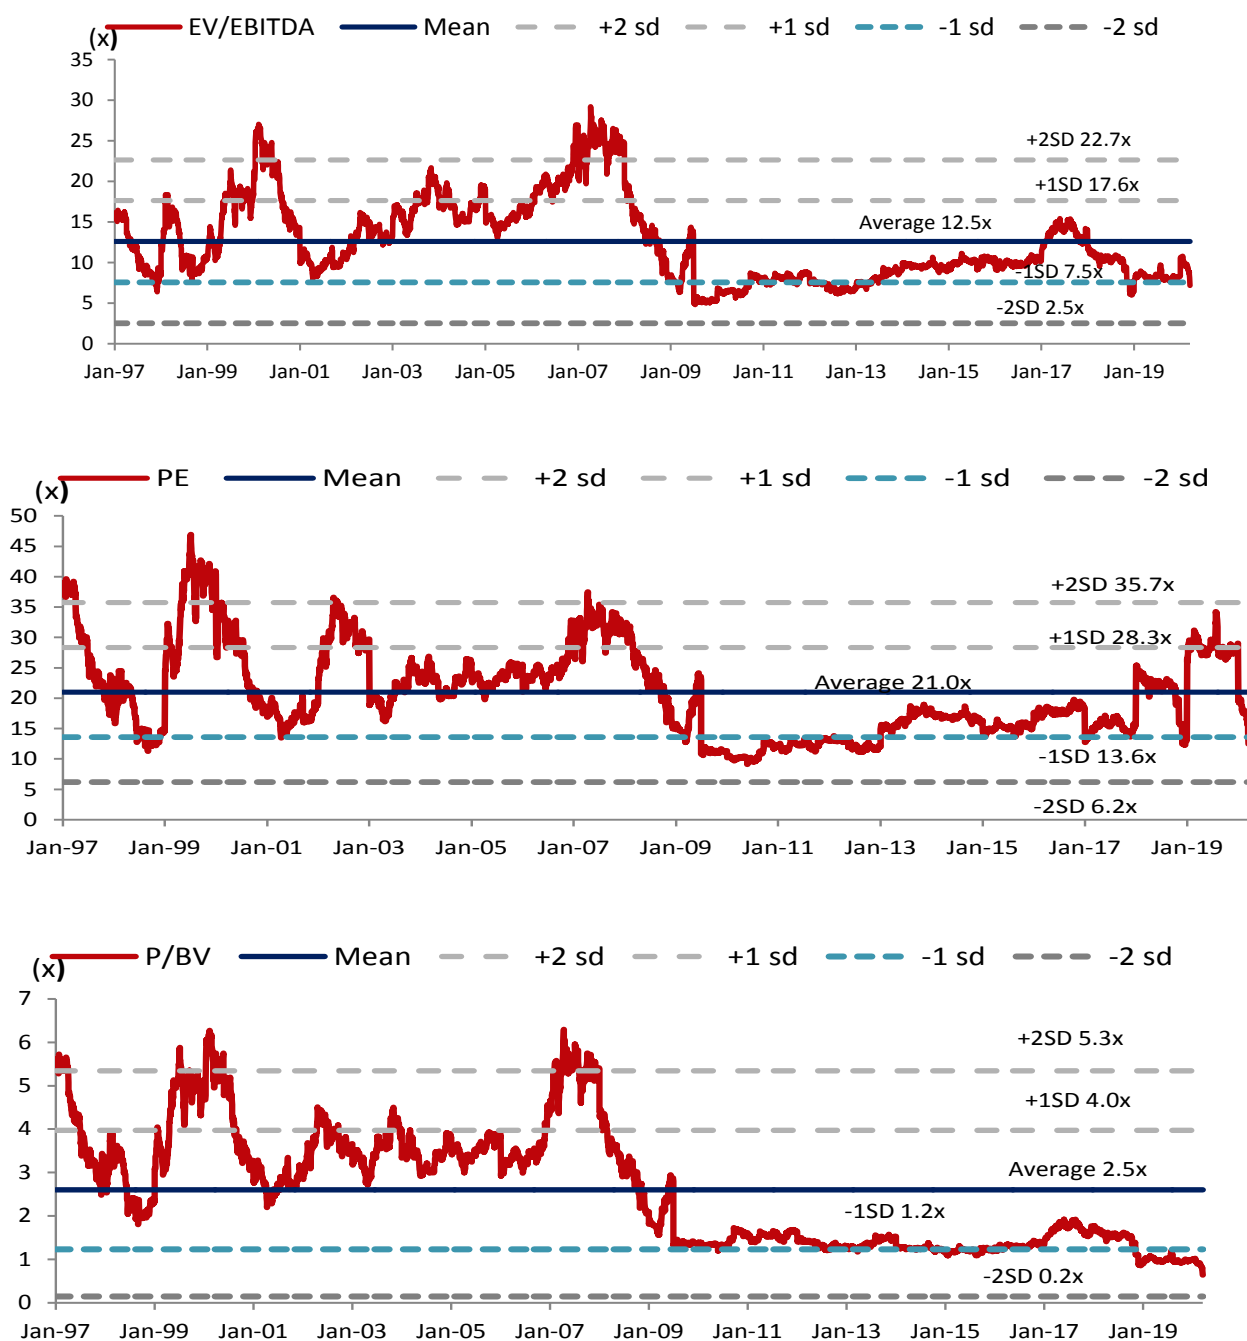 EV/EBITDA Mean +2 sd +1 sd -1 sd -2 sd
(x)
35
30
25
20
15
10
5
0
+2SD 22.7x
+1SD 17.6x
Average 12.5x
-1SD 7.5x
-2SD 2.5x
Jan-97 Jan-99 Jan-01 Jan-03 Jan-05 Jan-07 Jan-09 Jan-11 Jan-13 Jan-15 Jan-17 Jan-19
PE Mean +2 sd +1 sd -1 sd -2 sd
(x)
50
45
40
35
30
25
20
15
10
5
0
+2SD 35.7x
+1SD 28.3x
Average 21.0x
-1SD 13.6x
-2SD 6.2x
Jan-97 Jan-99 Jan-01 Jan-03 Jan-05 Jan-07 Jan-09 Jan-11 Jan-13 Jan-15 Jan-17 Jan-19
P/BV Mean +2 sd +1 sd -1 sd -2 sd
(x)
7
6
5
4
3
2
1
0
+2SD 5.3x
+1SD 4.0x
Average 2.5x
-1SD 1.2x
-2SD 0.2x
Jan-97 Jan-99 Jan-01 Jan-03 Jan-05 Jan-07 Jan-09 Jan-11 Jan-13 Jan-15 Jan-17 Jan-19